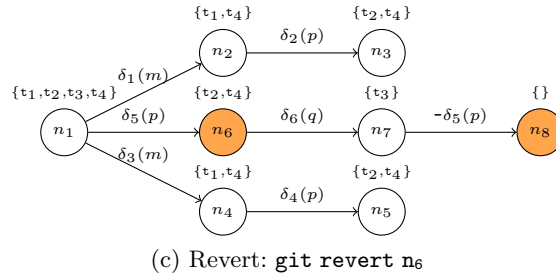 {t₁,t₄} {t₂,t₄}
n₂ δ₂(p) n₃
δ₁(m)
{t₁,t₂,t₃,t₄} {t₂,t₄} {t₃} {}
n₁ δ₅(p) n₆ δ₆(q) n₇ -δ₅(p) n₈
δ₃(m)
{t₁,t₄} {t₂,t₄}
n₄ δ₄(p) n₅
(c) Revert: git revert n₆